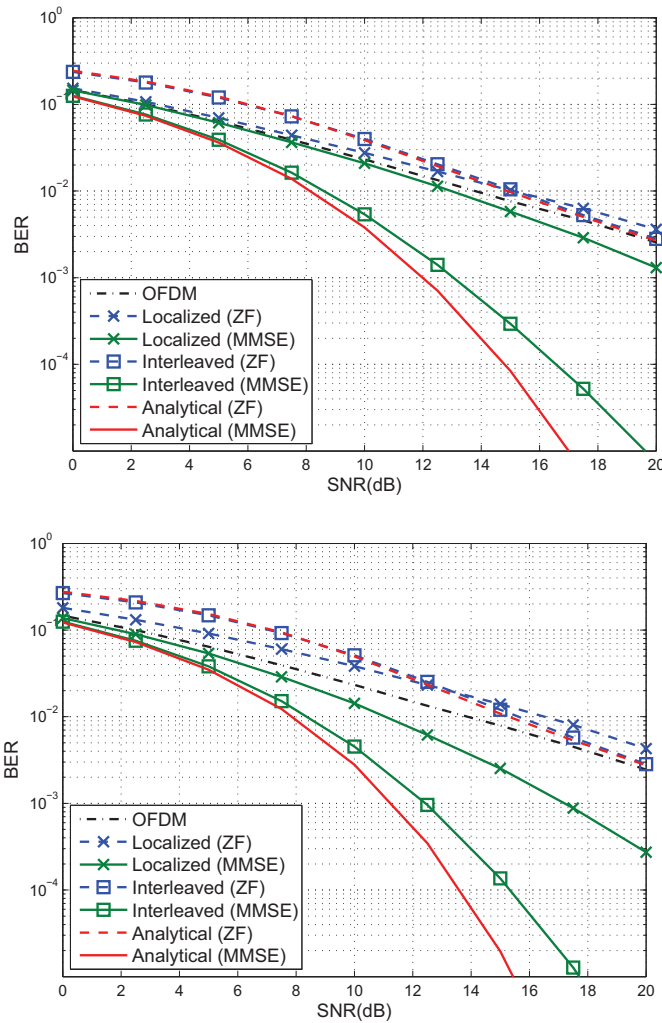 10^0
10^-1
10^-2
10^-3
10^-4
BER
OFDM
Localized (ZF)
Localized (MMSE)
Interleaved (ZF)
Interleaved (MMSE)
Analytical (ZF)
Analytical (MMSE)
0 2 4 6 8 10 12 14 16 18 20
SNR(dB)
10^0
10^-1
10^-2
10^-3
10^-4
BER
OFDM
Localized (ZF)
Localized (MMSE)
Interleaved (ZF)
Interleaved (MMSE)
Analytical (ZF)
Analytical (MMSE)
0 2 4 6 8 10 12 14 16 18 20
SNR(dB)